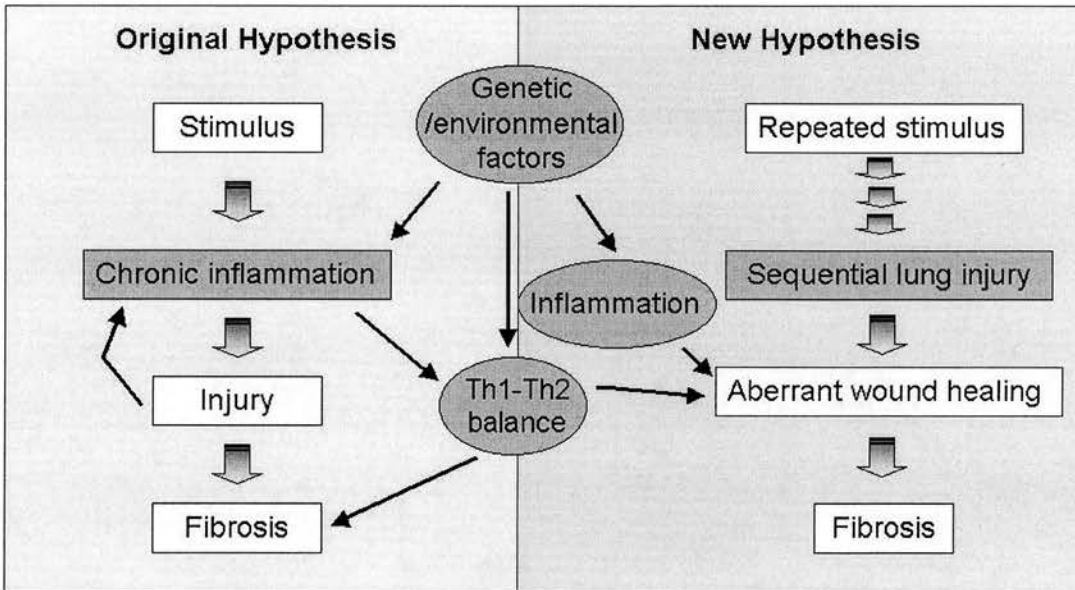 Original Hypothesis
New Hypothesis
Genetic
/environmental
factors
Stimulus
Repeated stimulus
Chronic inflammation
Sequential lung injury
Inflammation
Injury
Th1-Th2
balance
Aberrant wound healing
Fibrosis
Fibrosis